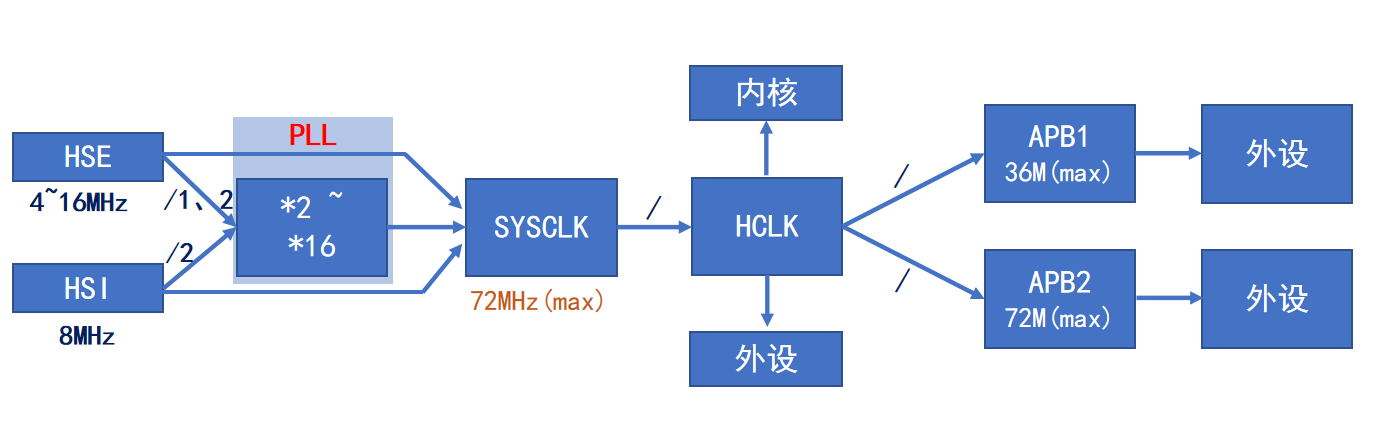 PLL
HSE
4~16MHz
/1、2
*2 ~
*16
/2
HSI
8MHz
SYSCLK
72MHz(max)
/
内核
HCLK
外设
/
APB1
36M(max)
外设
/
APB2
72M(max)
外设